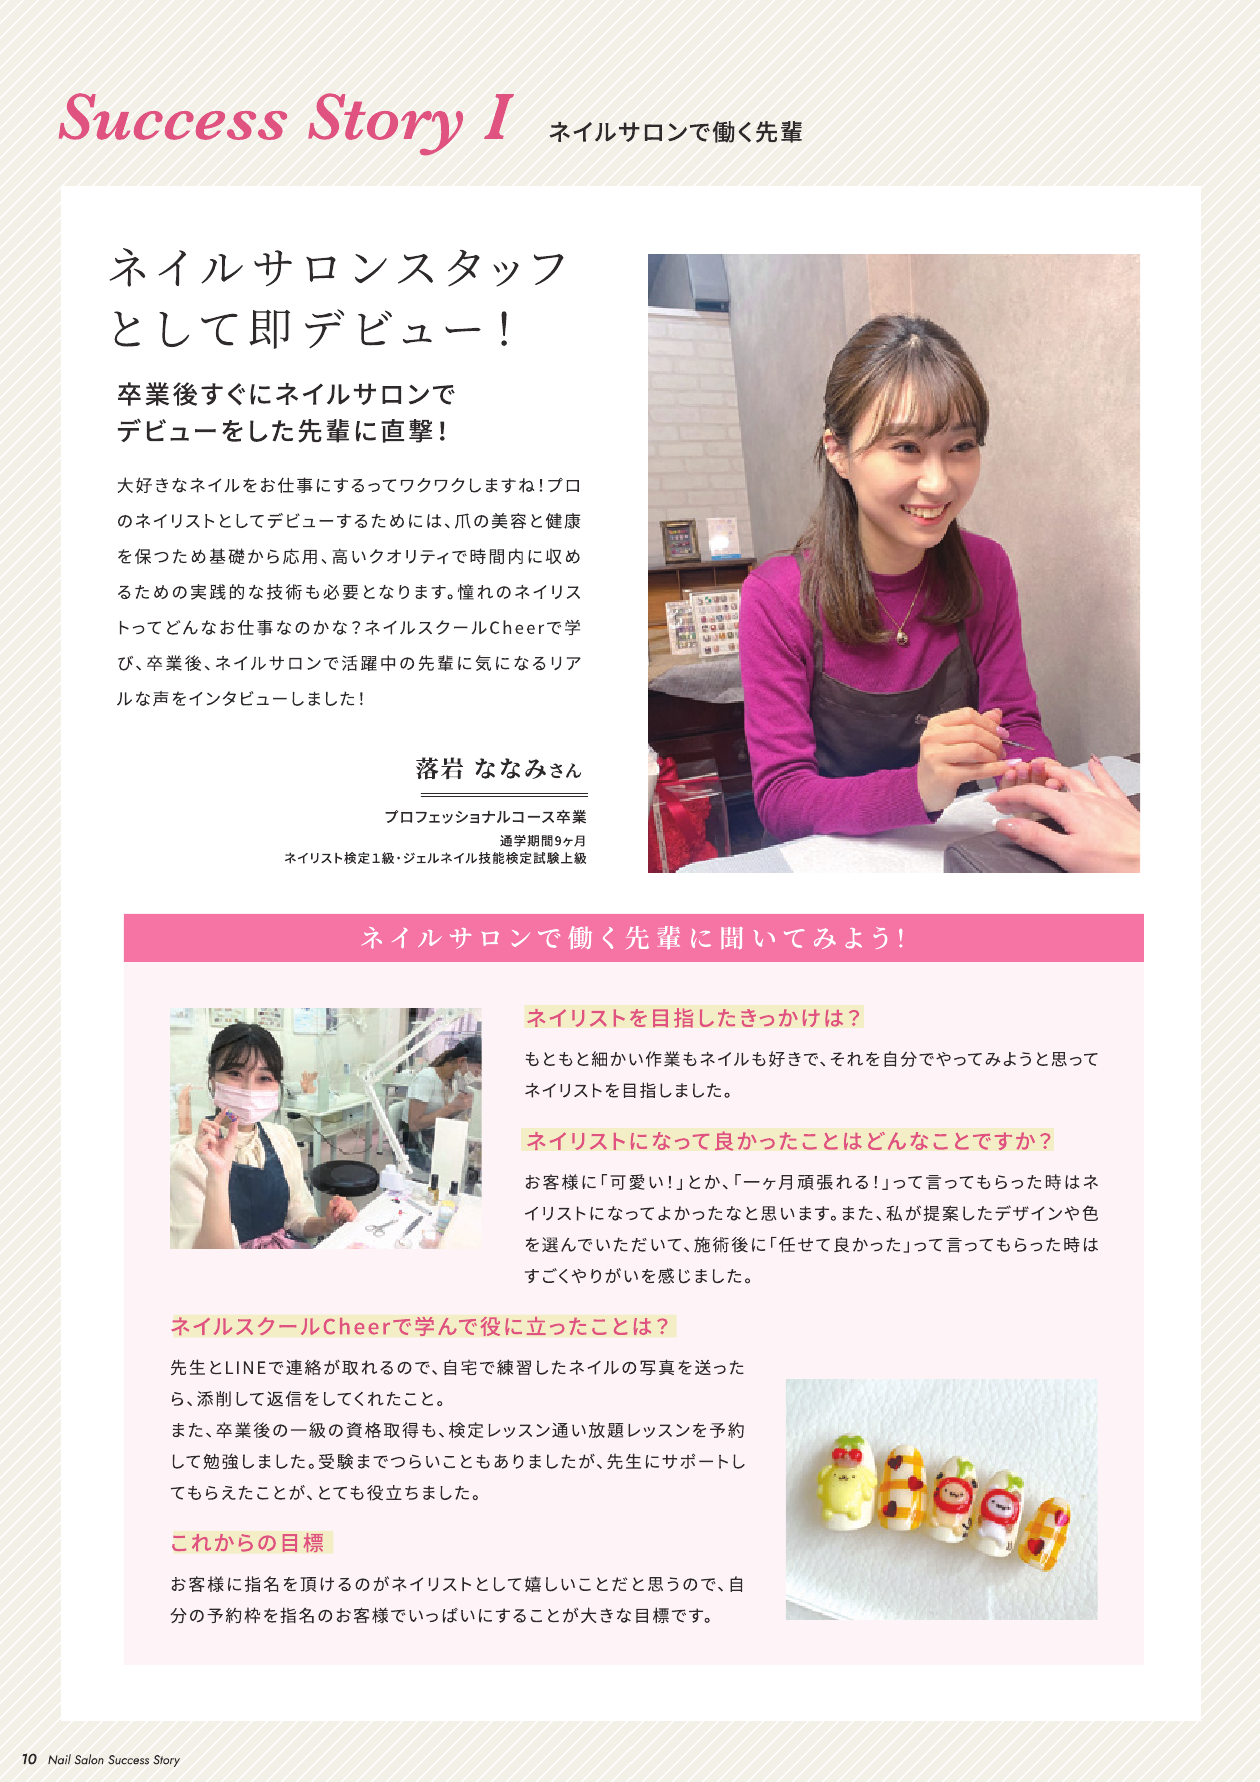 Success Story I
ネイルサロンで働く先輩
ネイルサロンスタッフ
として即デビュー！
卒業後すぐにネイルサロンで
デビューをした先輩に直撃！
大好きなネイルをお仕事にするってワクワクしますね！プロ
のネイリストとしてデビューするためには、爪の美容と健康
を保つため基礎から応用、高いクオリティで時間内に収め
るための実践的な技術も必要となります。憧れのネイリス
トってどんなお仕事なのかな？ネイルスクールCheerで学
び、卒業後、ネイルサロンで活躍中の先輩に気になるリア
ルな声をインタビューしました！
落岩 ななみさん
プロフェッショナルコース卒業
通学期間9ヶ月
ネイリスト検定1級・ジェルネイル技能検定試験上級
ネイルサロンで働く先輩に聞いてみよう！
ネイリストを目指したきっかけは？
もともと細かい作業もネイルも好きで、それを自分でやってみようと思って
ネイリストを目指しました。
ネイリストになって良かったことはどんなことですか？
お客様に「可愛い！」とか、「一ヶ月頑張れる！」って言ってもらった時はネ
イリストになってよかったなと思います。また、私が提案したデザインや色
を選んでいただいて、施術後に「任せて良かった」って言ってもらった時は
すごくやりがいを感じました。
ネイルスクールCheerで学んで役に立ったことは？
先生とLINEで連絡が取れるので、自宅で練習したネイルの写真を送った
ら、添削して返信をしてくれたこと。
また、卒業後の一級の資格取得も、検定レッスン通い放題レッスンを予約
して勉強しました。受験までつらいこともありましたが、先生にサポートし
てもらえたことが、とても役立ちました。
これからの目標
お客様に指名を頂けるのがネイリストとして嬉しいことだと思うので、自
分の予約枠を指名のお客様でいっぱいにすることが大きな目標です。
10 Nail Salon Success Story